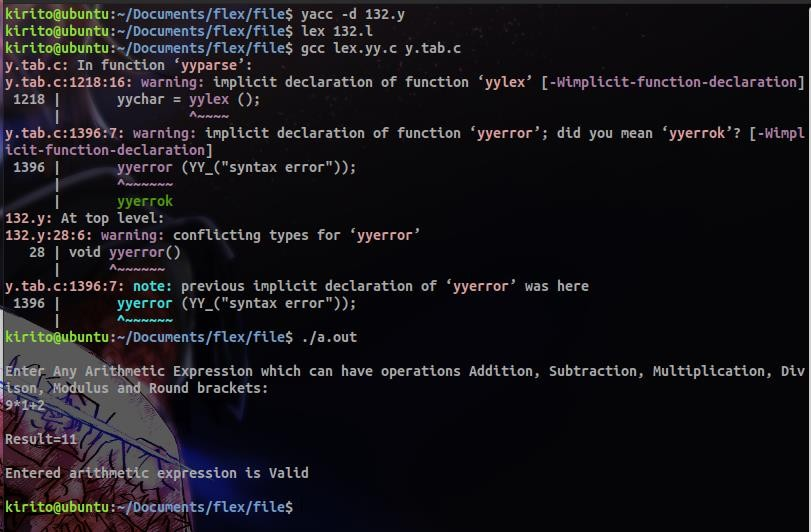 kirito@ubuntu:~/Documents/flex/file$ yacc -d 132.y
kirito@ubuntu:~/Documents/flex/file$ lex 132.l
kirito@ubuntu:~/Documents/flex/file$ gcc lex.yy.c y.tab.c
y.tab.c: In function ‘yyparse’:
y.tab.c:1218:16: warning: implicit declaration of function ‘yylex’ [-Wimplicit-function-declaration]
 1218 |       yychar = yylex ();
      |                ^~~~~
y.tab.c:1396:7: warning: implicit declaration of function ‘yyerror’; did you mean ‘yyerrok’? [-Wimpl
icit-function-declaration]
 1396 |       yyerror (YY_("syntax error"));
      |       ^~~~~~~
      |       yyerrok
132.y: At top level:
132.y:28:6: warning: conflicting types for ‘yyerror’
   28 | void yyerror()
      |      ^~~~~~~
y.tab.c:1396:7: note: previous implicit declaration of ‘yyerror’ was here
 1396 |       yyerror (YY_("syntax error"));
      |       ^~~~~~~
kirito@ubuntu:~/Documents/flex/file$ ./a.out
Enter Any Arithmetic Expression which can have operations Addition, Subtraction, Multiplication, Div
ison, Modulus and Round brackets:
9*1+2
Result=11
Entered arithmetic expression is Valid
kirito@ubuntu:~/Documents/flex/file$